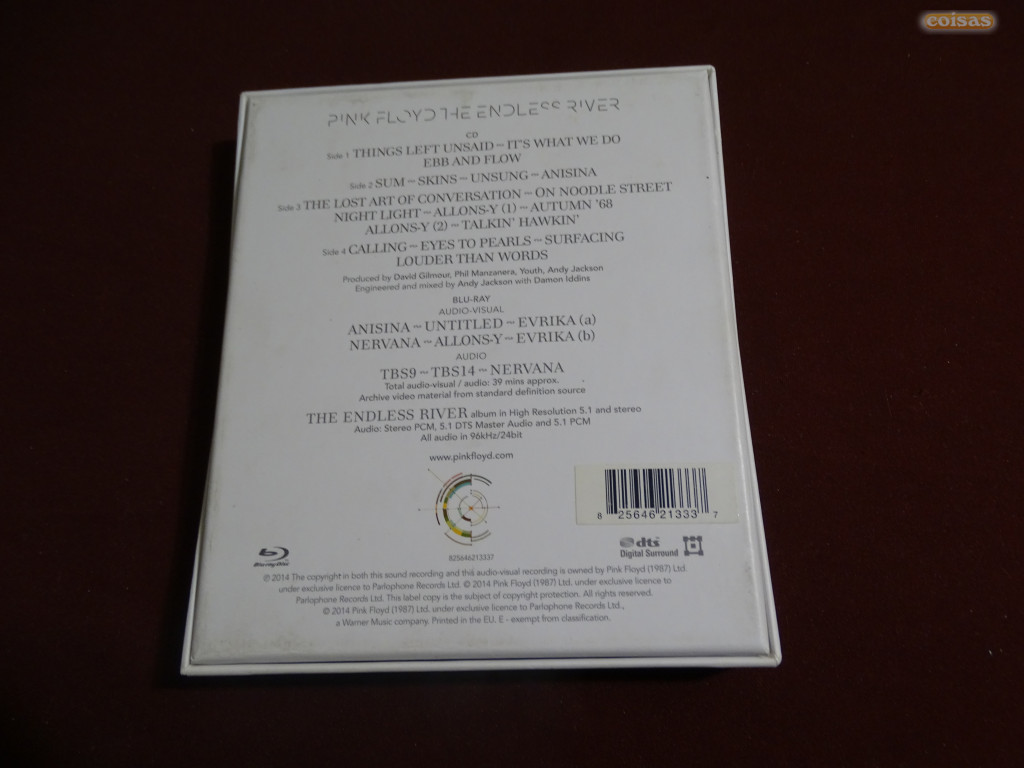 coisas
PINK FLOYD THE ENDLESS RIVER
CD
Side 1 THINGS LEFT UNSAID ~ IT'S WHAT WE DO
EBB AND FLOW
Side 2 SUM ~ SKINS ~ UNSUNG ~ ANISINA
Side 3 THE LOST ART OF CONVERSATION ~ ON NOODLE STREET
NIGHT LIGHT ~ ALLONS-Y (1) ~ AUTUMN '68
ALLONS-Y (2) ~ TALKIN' HAWKIN'
Side 4 CALLING ~ EYES TO PEARLS ~ SURFACING
LOUDER THAN WORDS
Produced by David Gilmour, Phil Manzanera, Youth, Andy Jackson
Engineered and mixed by Andy Jackson with Damon Iddins
BLU-RAY
AUDIO-VISUAL
ANISINA ~ UNTITLED ~ EVRIKA (a)
NERVANA ~ ALLONS-Y ~ EVRIKA (b)
AUDIO
TBS9 ~ TBS14 ~ NERVANA
Total audio-visual / audio: 39 mins approx.
Archive video material from standard definition source
THE ENDLESS RIVER album in High Resolution 5.1 and stereo
Audio: Stereo PCM, 5.1 DTS Master Audio and 5.1 PCM
All audio in 96kHz/24bit
www.pinkfloyd.com
8 25646 21333 7
Blu-ray Disc
825646213337
dts
Digital Surround
℗ 2014 The copyright in both this sound recording and this audio-visual recording is owned by Pink Floyd (1987) Ltd.
under exclusive licence to Parlophone Records Ltd. © 2014 Pink Floyd (1987) Ltd. under exclusive licence to
Parlophone Records Ltd. This label copy is the subject of copyright protection. All rights reserved.
© 2014 Pink Floyd (1987) Ltd. under exclusive licence to Parlophone Records Ltd.,
a Warner Music company. Printed in the EU. E - exempt from classification.